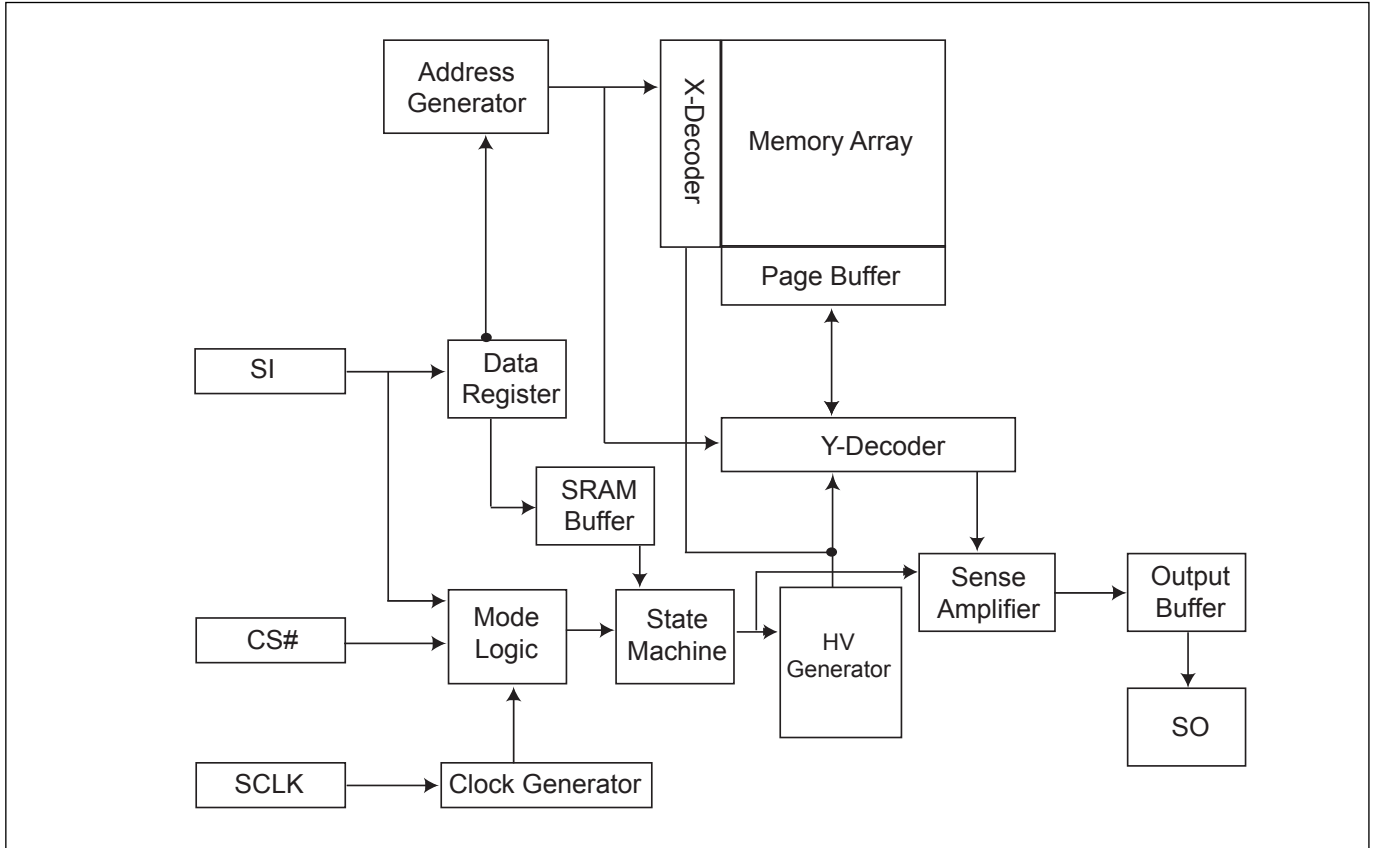 Address
Generator
X-Decoder
Memory Array
Page Buffer
SI
Data
Register
Y-Decoder
SRAM
Buffer
Sense
Amplifier
Output
Buffer
CS#
Mode
Logic
State
Machine
HV
Generator
SO
SCLK
Clock Generator